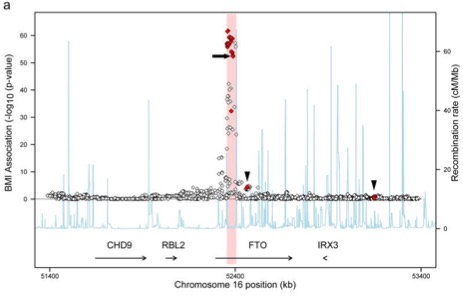 a
60
50
40
30
20
10
0
BMI Association (-log10 (p-value)
60
40
20
0
Recombination rate (cM/Mb)
CHD9 RBL2 FTO IRX3
51400 52400 53400
Chromosome 16 position (kb)